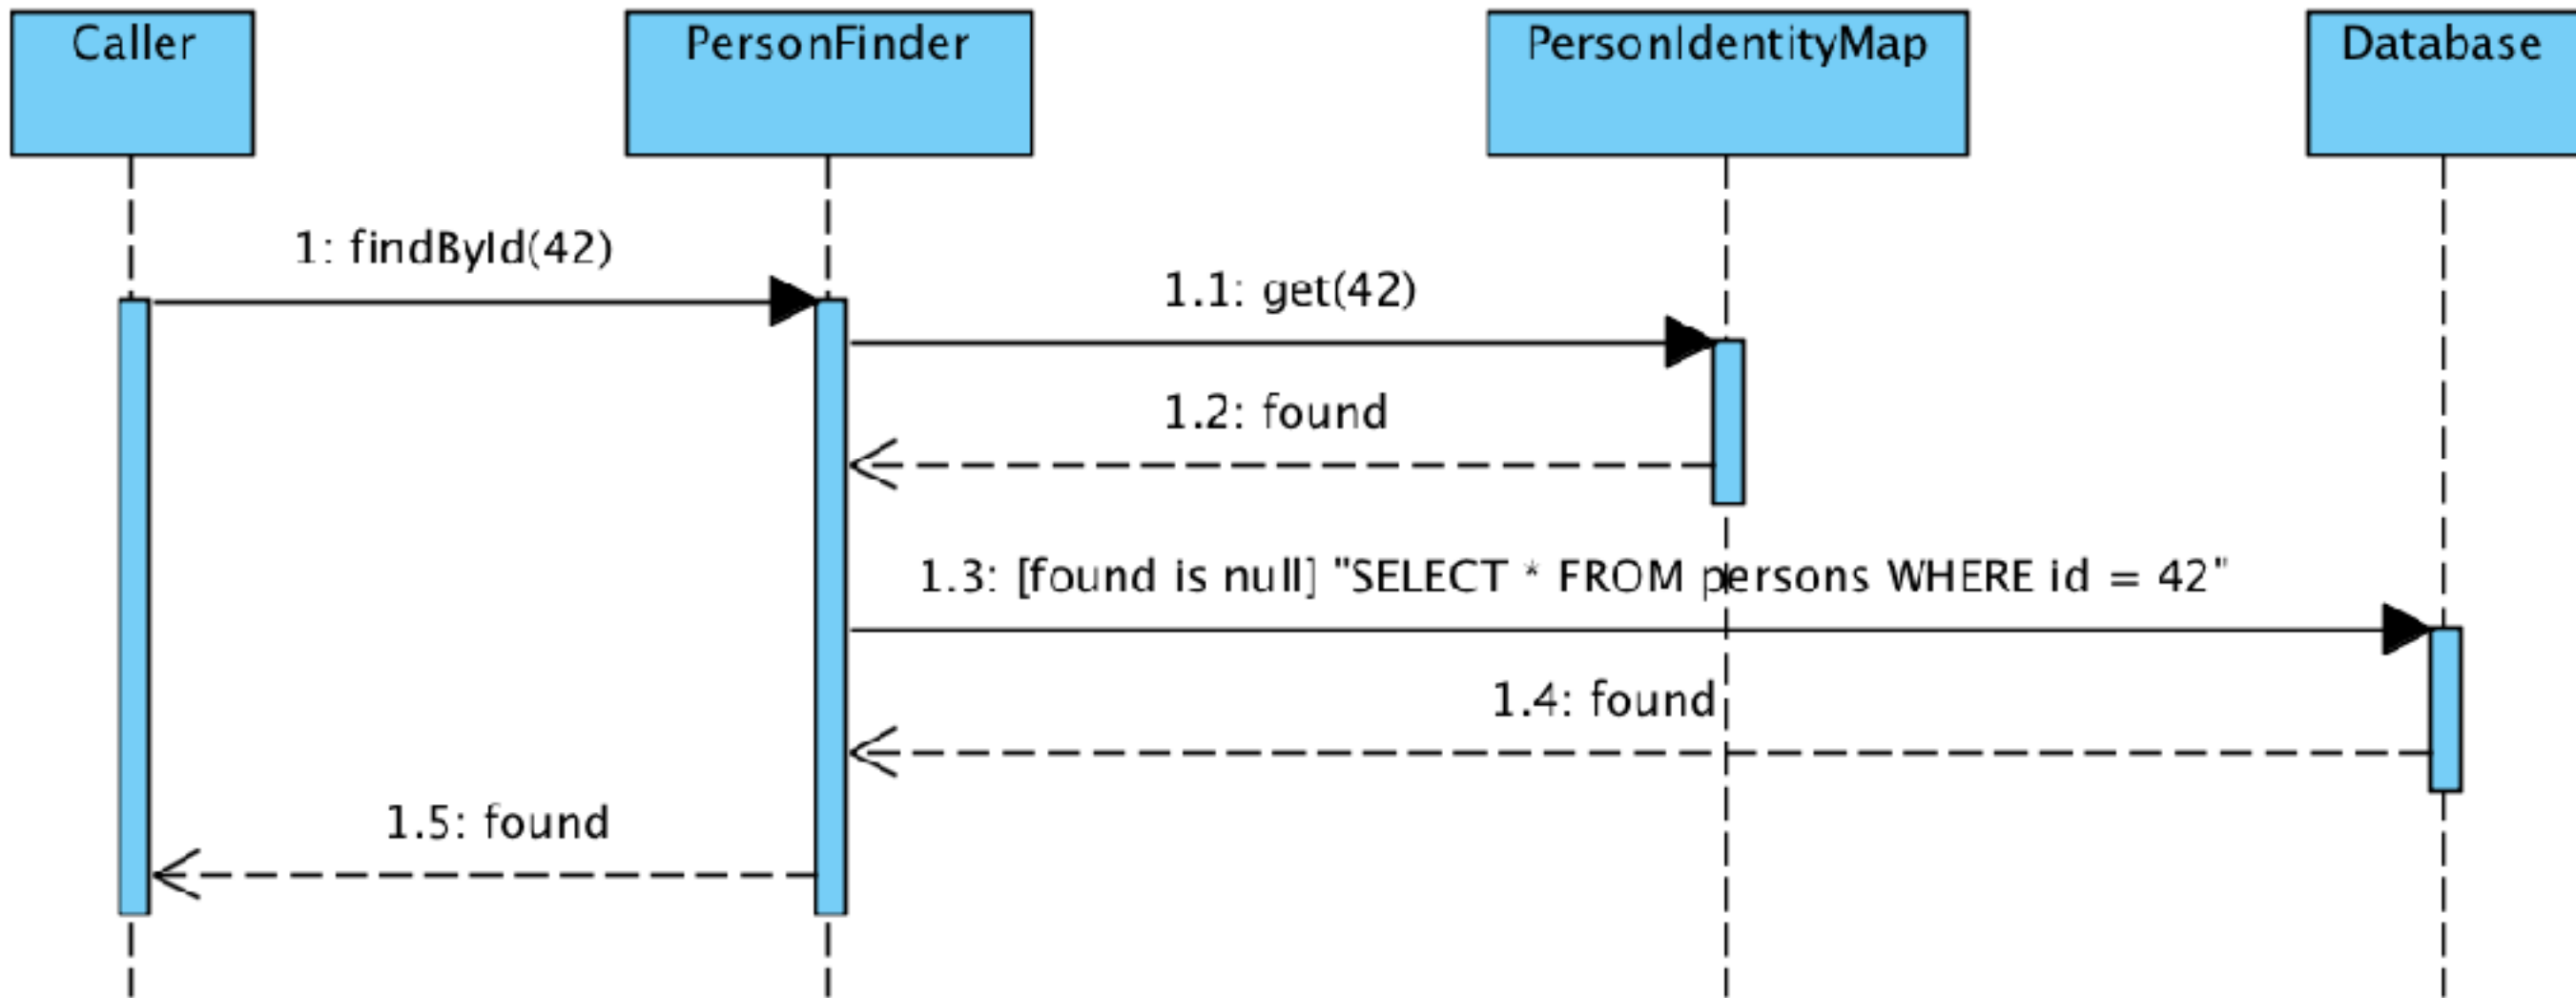 Caller
PersonFinder
PersonIdentityMap
Database
1: findById(42)
1.1: get(42)
1.2: found
1.3: [found is null] "SELECT * FROM persons WHERE id = 42"
1.4: found
1.5: found